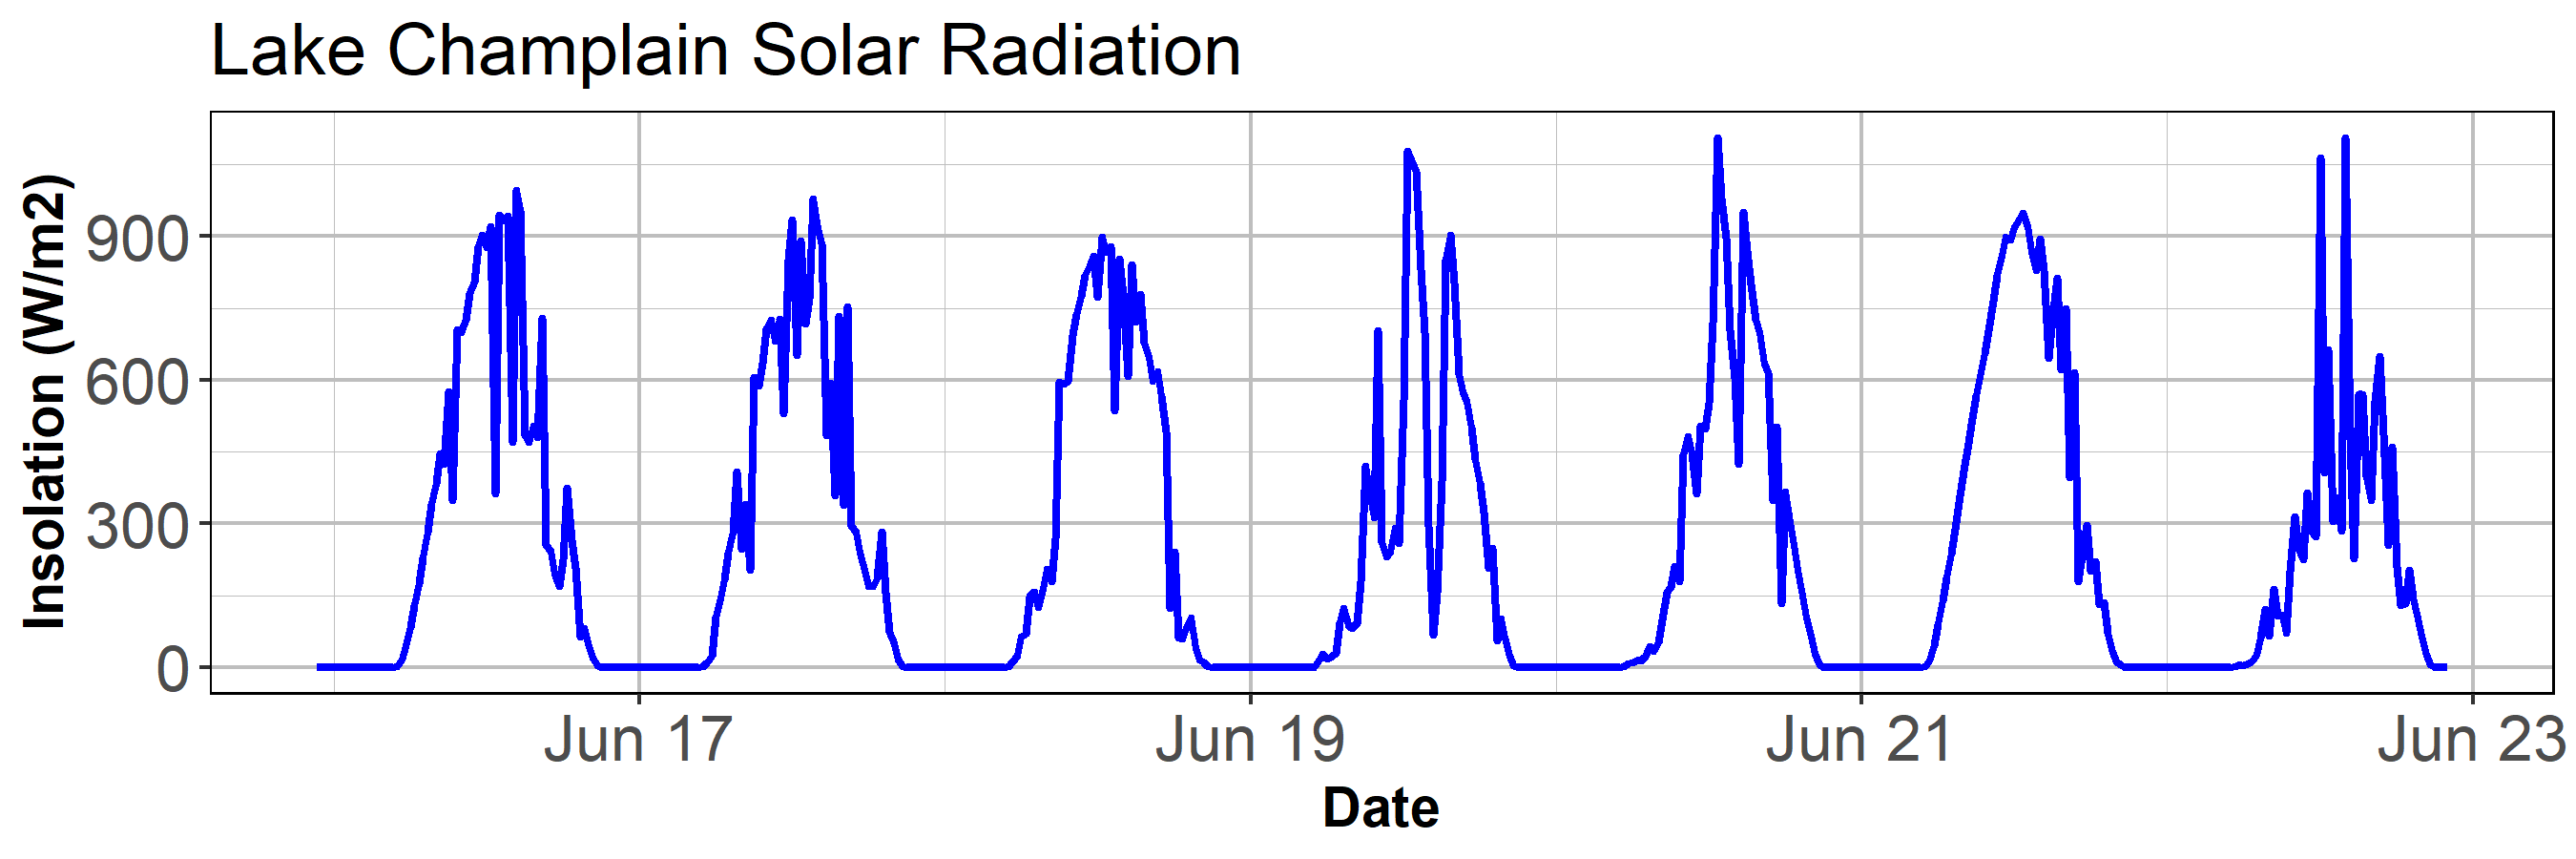 Lake Champlain Solar Radiation
Insolation (W/m2)
900
600
300
0
Jun 17 Jun 19 Jun 21 Jun 23
Date